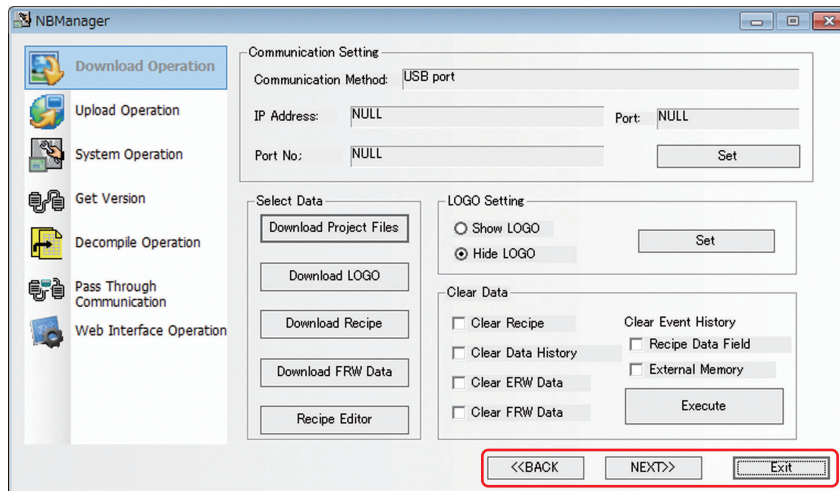 NBManager
Download Operation
Upload Operation
System Operation
Get Version
Decompile Operation
Pass Through
Communication
Web Interface Operation
Communication Setting
Communication Method: USB port
IP Address: NULL Port: NULL
Port No; NULL Set
Select Data
Download Project Files
Download LOGO
Download Recipe
Download FRW Data
Recipe Editor
LOGO Setting
Show LOGO
Hide LOGO
Set
Clear Data
Clear Recipe
Clear Data History
Clear ERW Data
Clear FRW Data
Clear Event History
Recipe Data Field
External Memory
Execute
<<BACK NEXT>> Exit